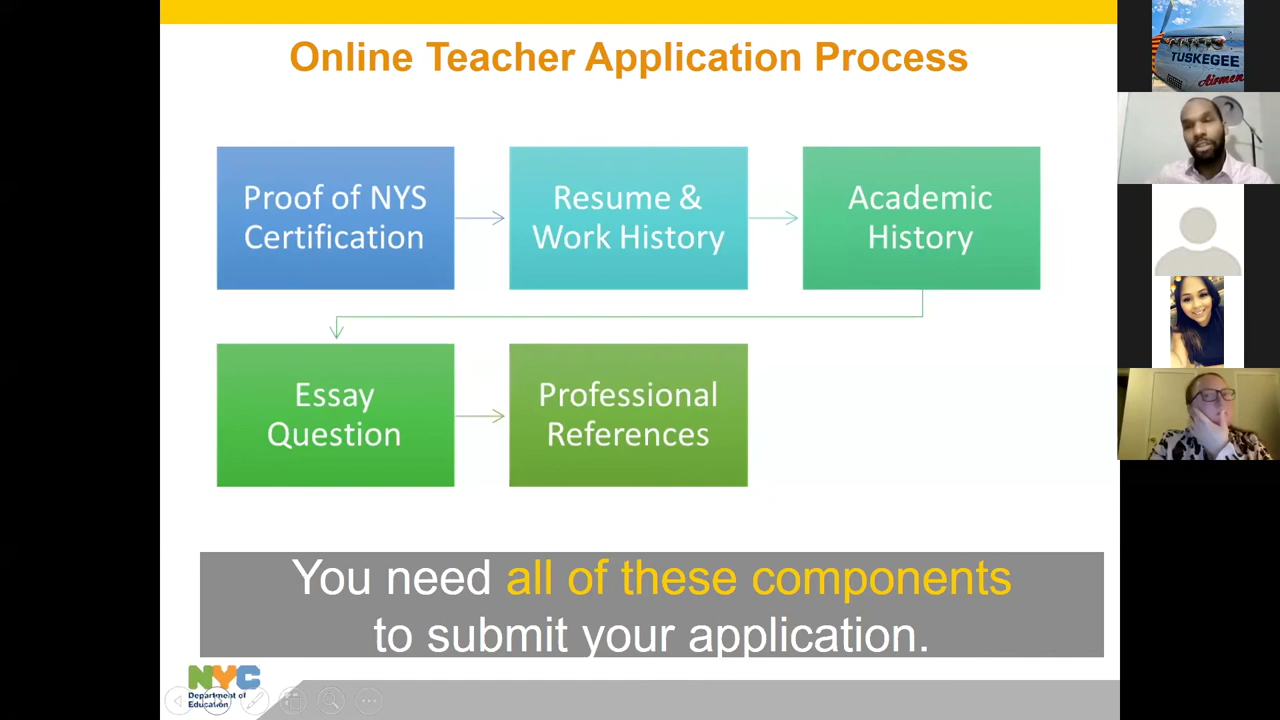 Online Teacher Application Process
TUSKEGEE
Airmen
Proof of NYS
Certification
Resume &
Work History
Academic
History
Essay
Question
Professional
References
You need all of these components
to submit your application.
NYC
Department of
Education